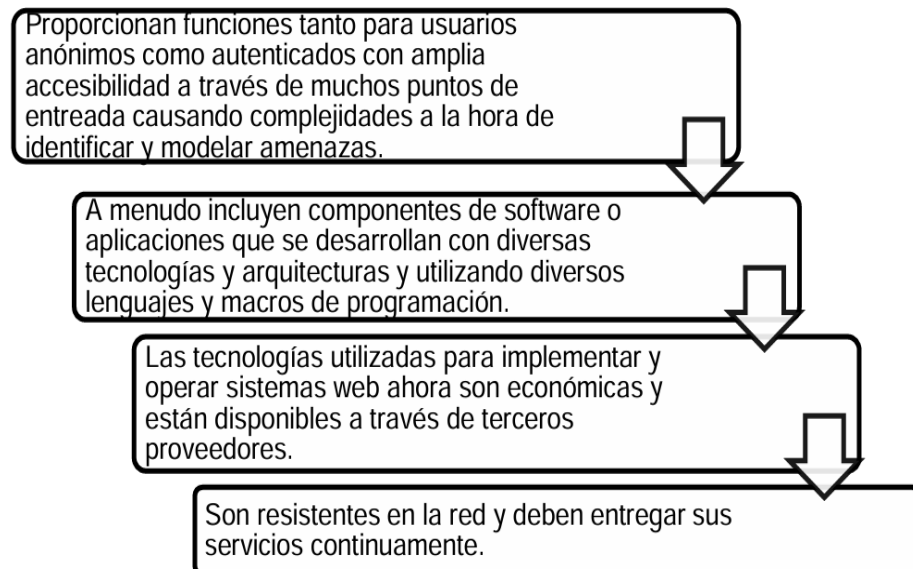 Proporcionan funciones tanto para usuarios
anónimos como autenticados con amplia
accesibilidad a través de muchos puntos de
entreada causando complejidades a la hora de
identificar y modelar amenazas.
A menudo incluyen componentes de software o
aplicaciones que se desarrollan con diversas
tecnologías y arquitecturas y utilizando diversos
lenguajes y macros de programación.
Las tecnologías utilizadas para implementar y
operar sistemas web ahora son económicas y
están disponibles a través de terceros
proveedores.
Son resistentes en la red y deben entregar sus
servicios continuamente.